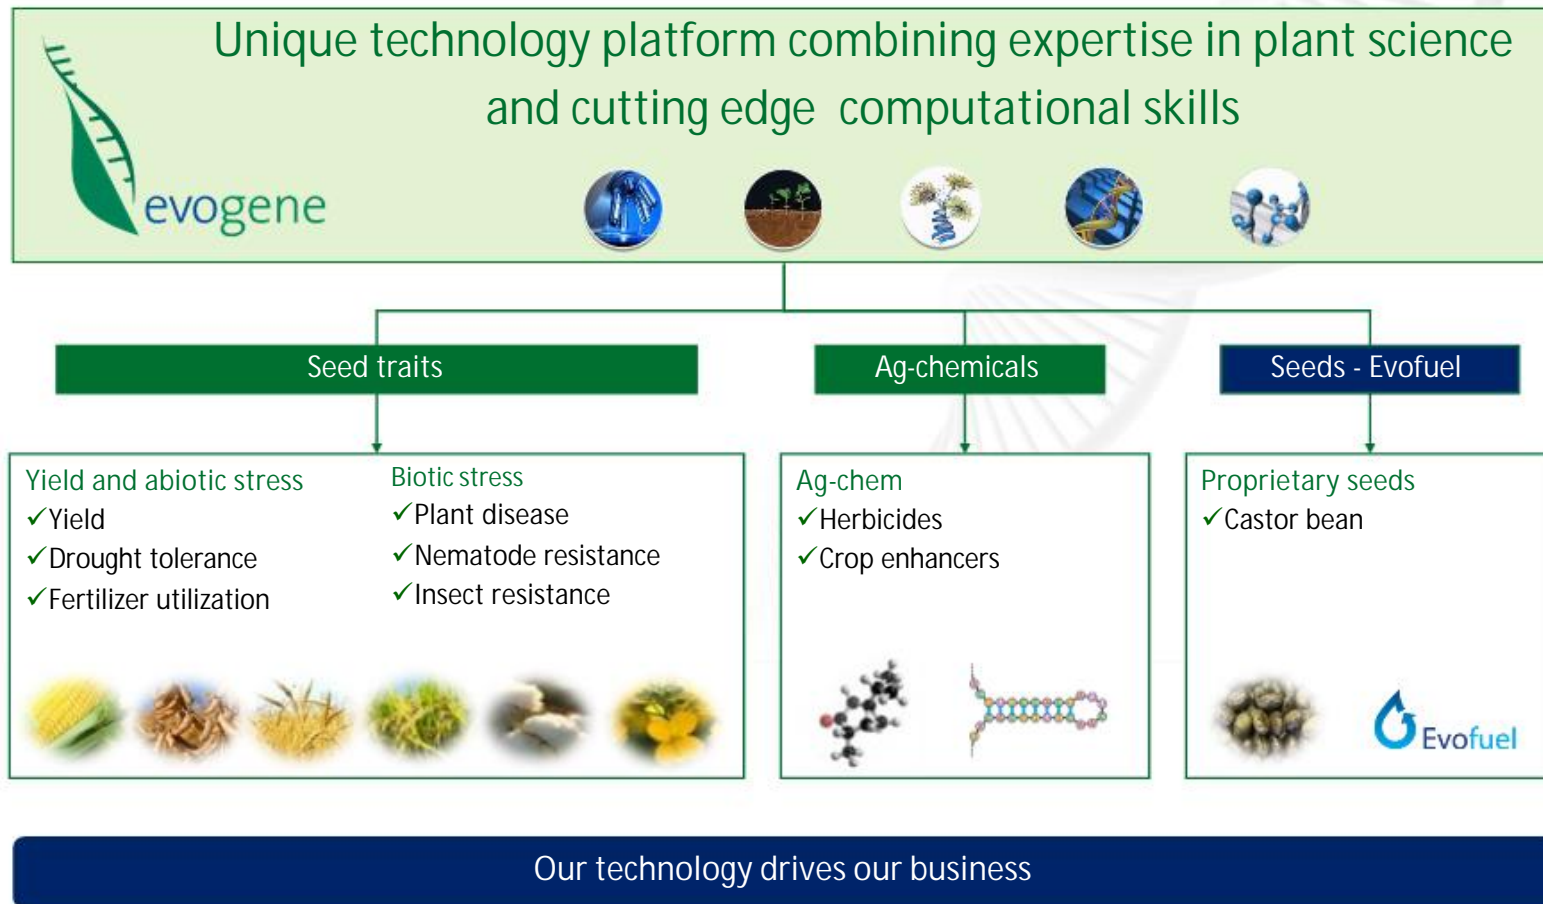 Unique technology platform combining expertise in plant science
and cutting edge computational skills
evogene
Seed traits
Ag-chemicals
Seeds - Evofuel
Yield and abiotic stress
✓Yield
✓Drought tolerance
✓Fertilizer utilization
Biotic stress
✓Plant disease
✓Nematode resistance
✓Insect resistance
Ag-chem
✓Herbicides
✓Crop enhancers
Proprietary seeds
✓Castor bean
Evofuel
Our technology drives our business